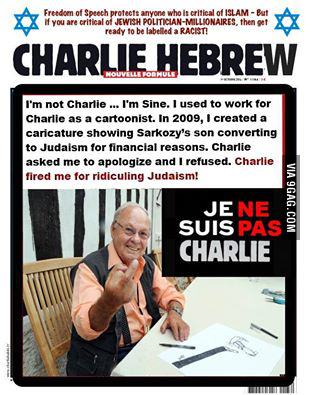 Freedom of Speech protects anyone who is critical of ISLAM - But
if you are critical of JEWISH POLITICIAN-MILLIONAIRES, then get
ready to be labelled a RACIST!
CHARLIE HEBREW
NOUVELLE FORMULE
I'm not Charlie ... I'm Sine. I used to work for
Charlie as a cartoonist. In 2009, I created a
caricature showing Sarkozy's son converting
to Judaism for financial reasons. Charlie
asked me to apologize and I refused. Charlie
fired me for ridiculing Judaism!
JE NE
SUIS PAS
CHARLIE
VIA 9GAG.COM